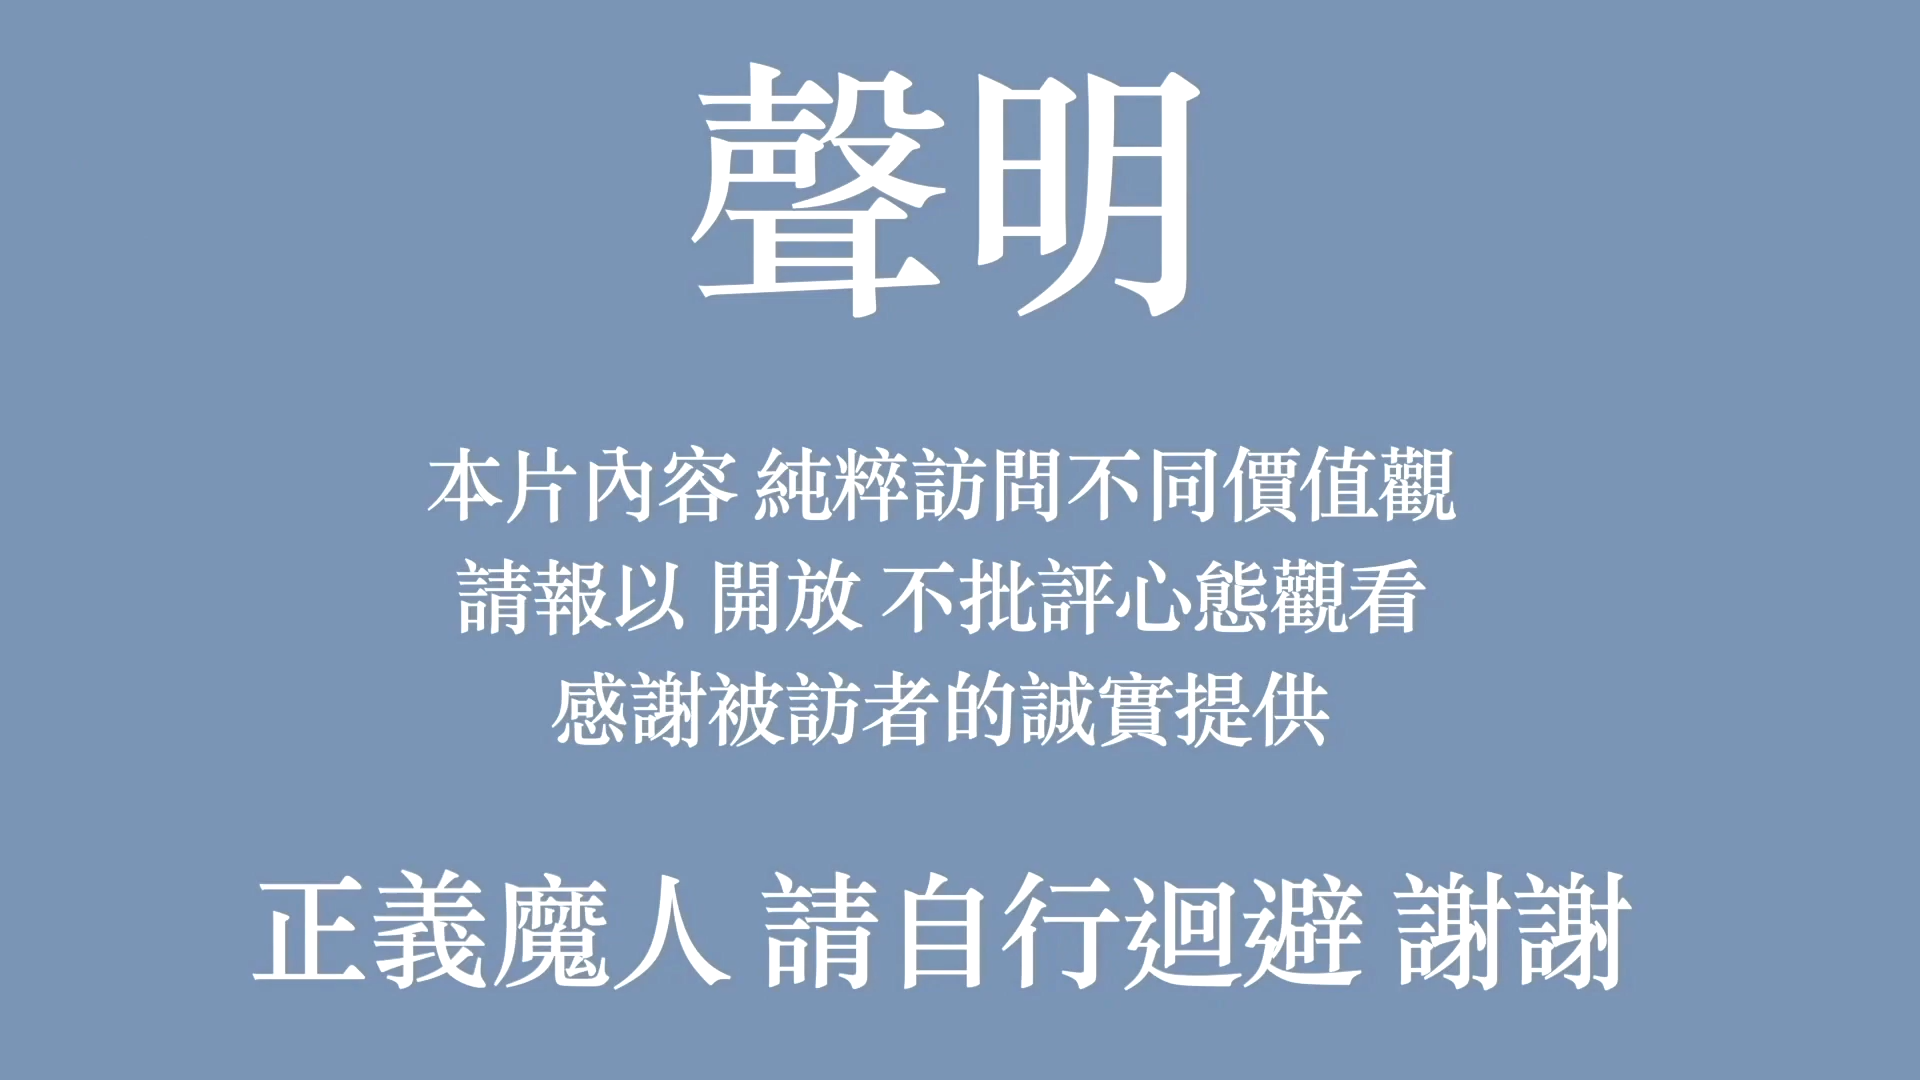 聲明
本片內容 純粹訪問不同價值觀
請報以 開放 不批評心態觀看
感謝被訪者的誠實提供
正義魔人 請自行迴避 謝謝